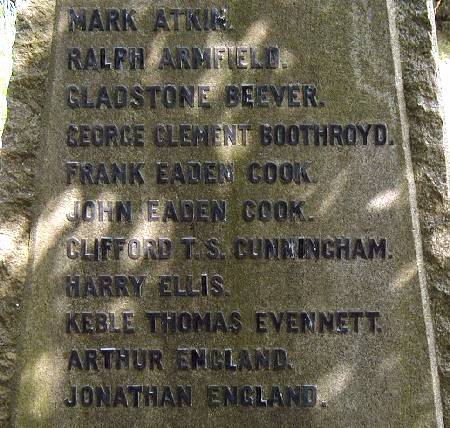 MARK ATKIN.
RALPH ARMFIELD.
GLADSTONE BEEVER.
GEORGE CLEMENT BOOTHROYD.
FRANK EADEN COOK.
JOHN EADEN COOK.
CLIFFORD T. S. CUNNINGHAM.
HARRY ELLIS.
KEBLE THOMAS EVENNETT.
ARTHUR ENGLAND.
JONATHAN ENGLAND.